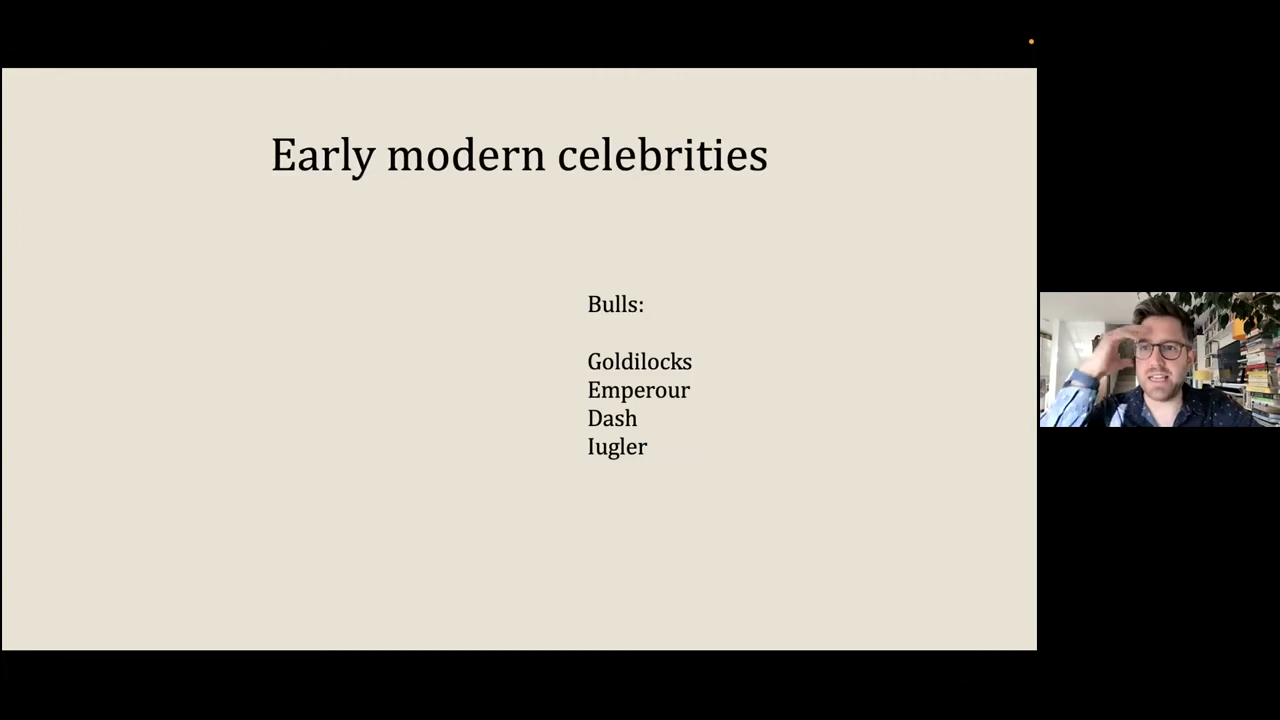 Early modern celebrities
Bulls:
Goldilocks
Emperour
Dash
Iugler